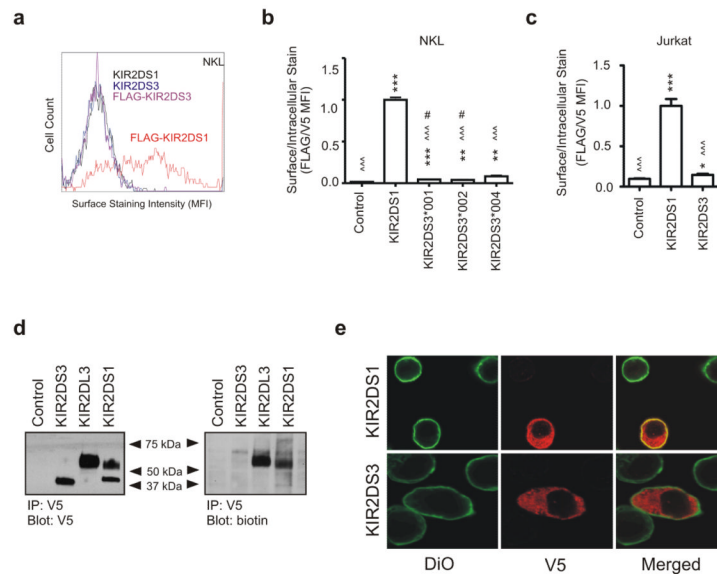 a
NKL
KIR2DS1
KIR2DS3
FLAG-KIR2DS3
FLAG-KIR2DS1
Cell Count
Surface Staining Intensity (MFI)
b
NKL
Surface/Intracellular Stain
(FLAG/V5 MFI)
1.0
0.5
0.0
^^^
***
*** ^^^ #
** ^^^ #
** ^^^
Control
KIR2DS1
KIR2DS3*001
KIR2DS3*002
KIR2DS3*004
c
Jurkat
Surface/Intracellular Stain
(FLAG/V5 MFI)
1.0
0.5
0.0
^^^
***
* ^^^
Control
KIR2DS1
KIR2DS3
d
Control
KIR2DS3
KIR2DL3
KIR2DS1
75 kDa
50 kDa
37 kDa
IP: V5
Blot: V5
Control
KIR2DS3
KIR2DL3
KIR2DS1
IP: V5
Blot: biotin
e
KIR2DS1
KIR2DS3
DiO
V5
Merged